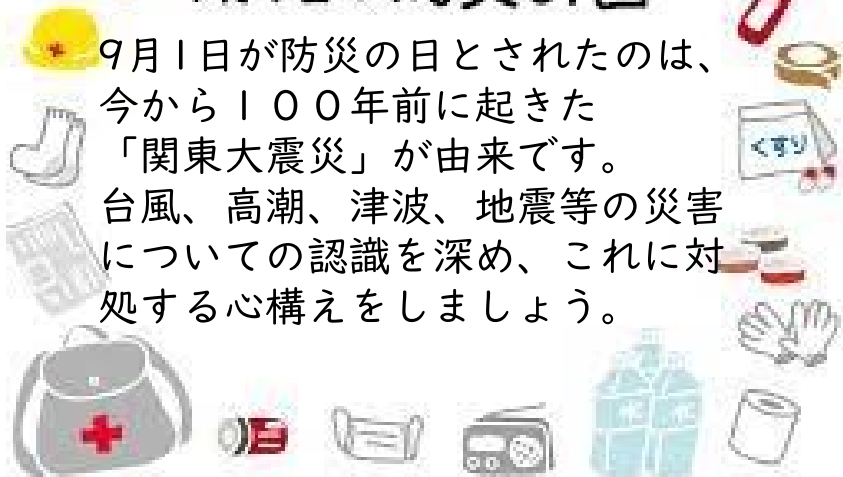 9月1日が防災の日とされたのは、
今から１００年前に起きた
「関東大震災」が由来です。
台風、高潮、津波、地震等の災害
についての認識を深め、これに対
処する心構えをしましょう。
くすり